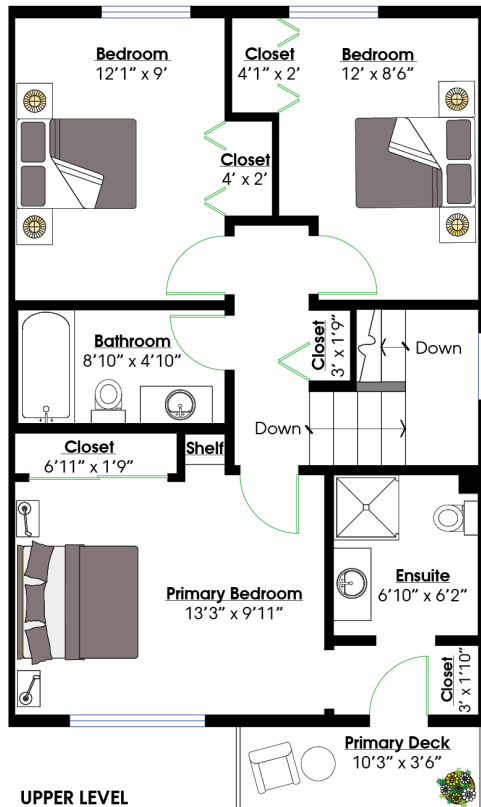 Bedroom
12'1" x 9'
Closet
4'1" x 2'
Bedroom
12' x 8'6"
Closet
4' x 2'
Bathroom
8'10" x 4'10"
Closet
3' x 1'9"
Down
Down
Closet
6'11" x 1'9"
Shelf
Primary Bedroom
13'3" x 9'11"
Ensuite
6'10" x 6'2"
Closet
3' x 1'10"
Primary Deck
10'3" x 3'6"
UPPER LEVEL